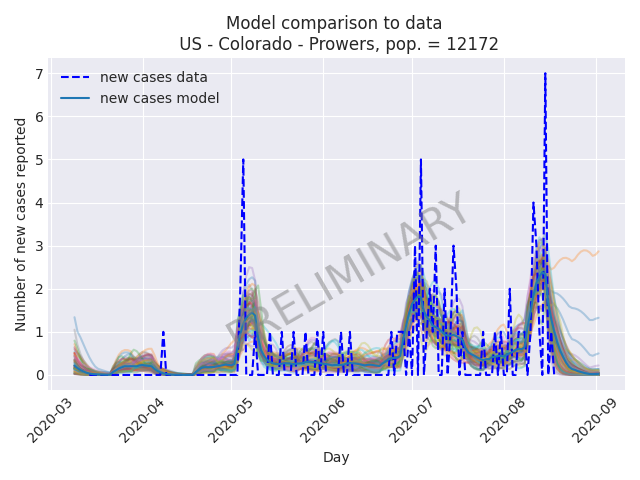 Model comparison to data
US - Colorado - Prowers, pop. = 12172
new cases data
new cases model
PRELIMINARY
Number of new cases reported
7
6
5
4
3
2
1
0
2020-03
2020-04
2020-05
2020-06
2020-07
2020-08
2020-09
Day